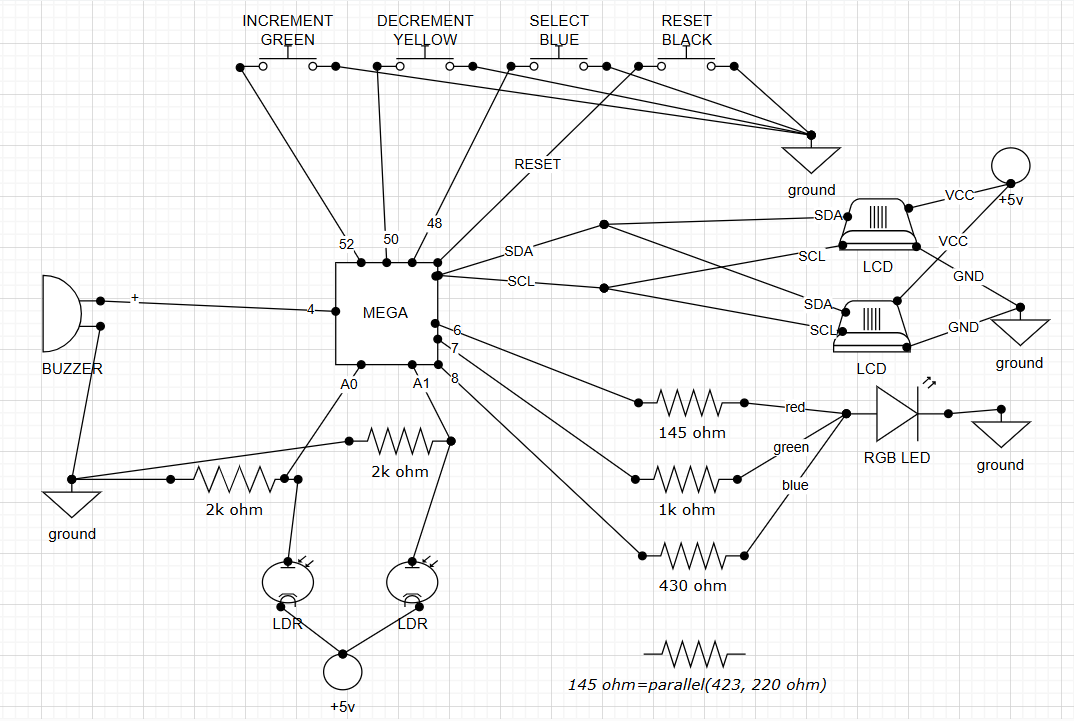 INCREMENT
GREEN
DECREMENT
YELLOW
SELECT
BLUE
RESET
BLACK
RESET
ground
+5v
52
50
48
SDA
SCL
SDA
SCL
VCC
VCC
LCD
GND
SDA
SCL
GND
LCD
ground
+
4
MEGA
BUZZER
6
7
8
A0
A1
145 ohm
red
green
blue
RGB LED
ground
2k ohm
2k ohm
ground
1k ohm
430 ohm
LDR
LDR
+5v
145 ohm=parallel(423, 220 ohm)